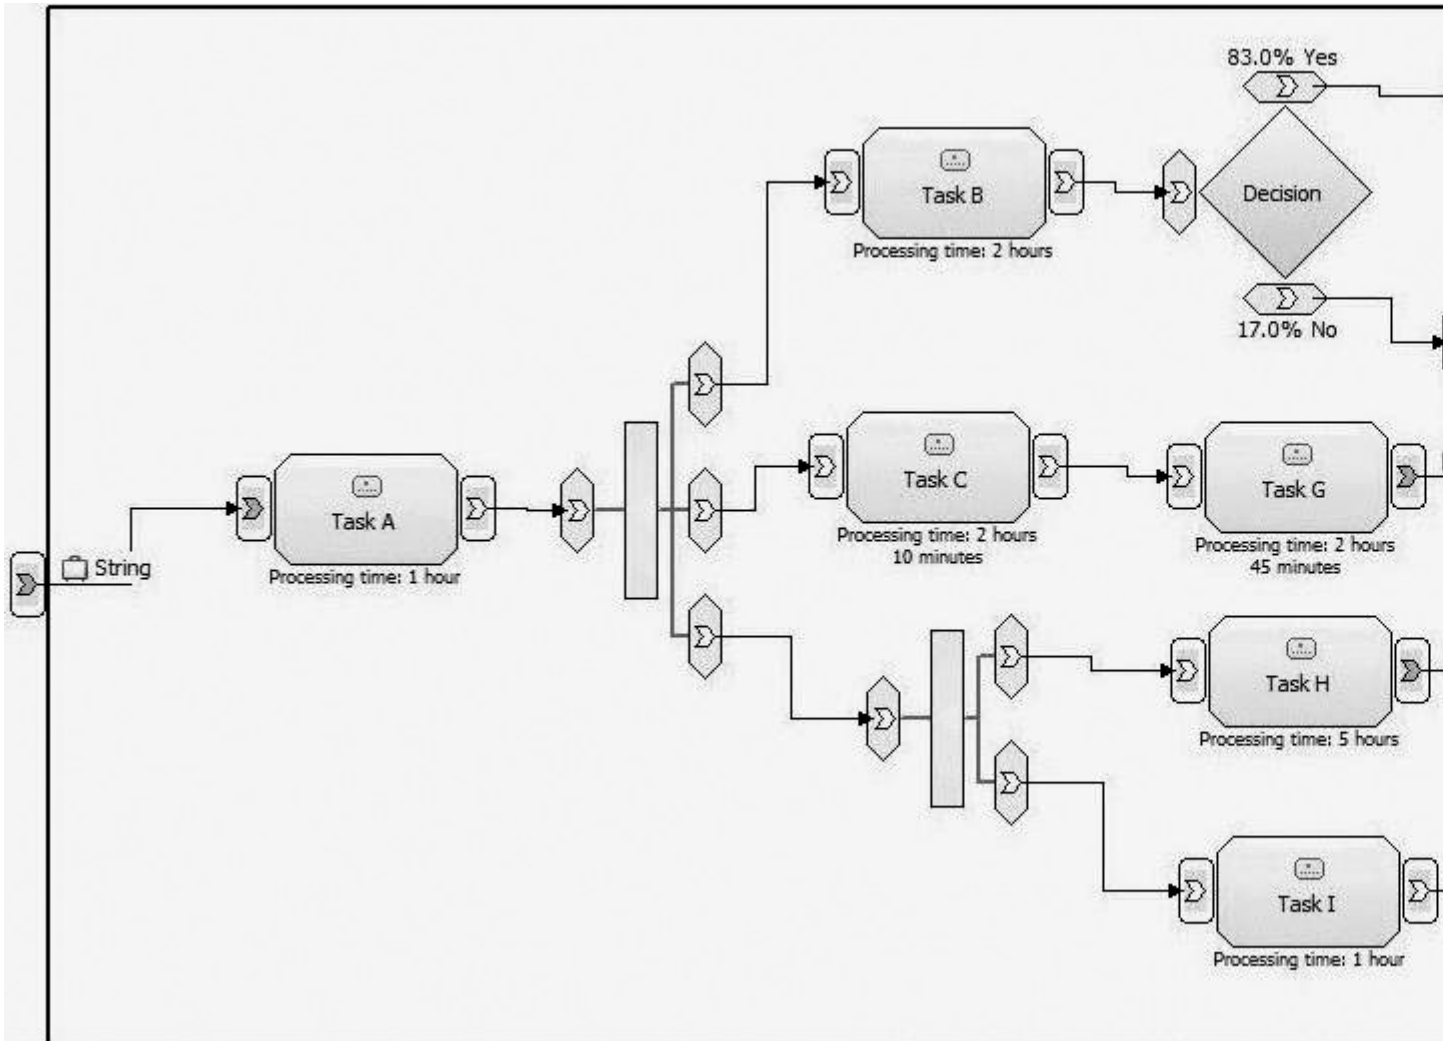 83.0% Yes
Task B
Decision
Processing time: 2 hours
17.0% No
Task C
Task G
Task A
Processing time: 2 hours
10 minutes
Processing time: 2 hours
45 minutes
String
Processing time: 1 hour
Task H
Processing time: 5 hours
Task I
Processing time: 1 hour